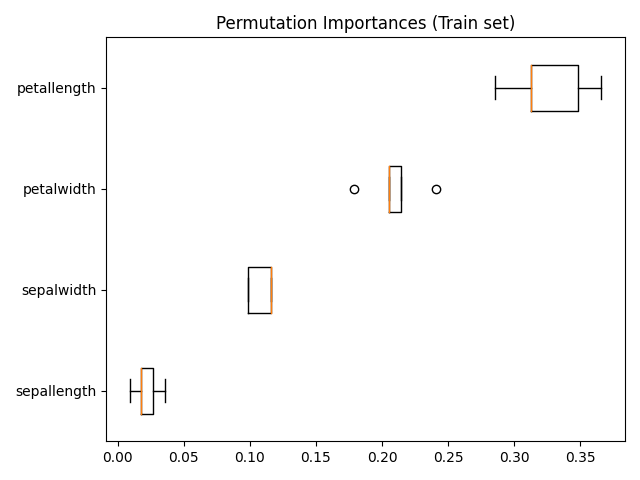 Permutation Importances (Train set)
petallength
petalwidth
sepalwidth
sepallength
0.00 0.05 0.10 0.15 0.20 0.25 0.30 0.35